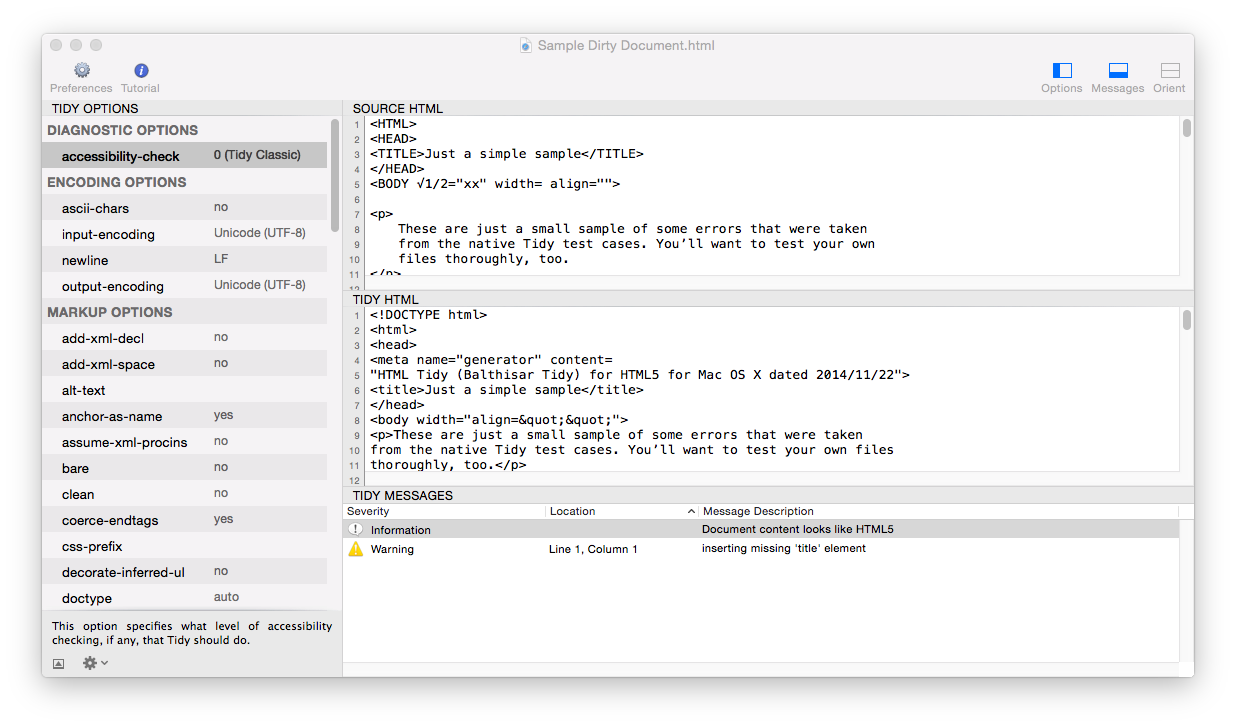 Sample Dirty Document.html
Preferences Tutorial
Options Messages Orient
TIDY OPTIONS
DIAGNOSTIC OPTIONS
accessibility-check 0 (Tidy Classic)
ENCODING OPTIONS
ascii-chars no
input-encoding Unicode (UTF-8)
newline LF
output-encoding Unicode (UTF-8)
MARKUP OPTIONS
add-xml-decl no
add-xml-space no
alt-text
anchor-as-name yes
assume-xml-procins no
bare no
clean no
coerce-endtags yes
css-prefix
decorate-inferred-ul no
doctype auto
This option specifies what level of accessibility
checking, if any, that Tidy should do.
SOURCE HTML
1 <HTML>
2 <HEAD>
3 <TITLE>Just a simple sample</TITLE>
4 </HEAD>
5 <BODY √1/2="xx" width= align="">
6
7 <p>
8 These are just a small sample of some errors that were taken
9 from the native Tidy test cases. You’ll want to test your own
10 files thoroughly, too.
11 </p>
12
TIDY HTML
1 <!DOCTYPE html>
2 <html>
3 <head>
4 <meta name="generator" content=
5 "HTML Tidy (Balthisar Tidy) for HTML5 for Mac OS X dated 2014/11/22">
6 <title>Just a simple sample</title>
7 </head>
8 <body width="align=&quot;&quot;">
9 <p>These are just a small sample of some errors that were taken
10 from the native Tidy test cases. You’ll want to test your own files
11 thoroughly, too.</p>
12
TIDY MESSAGES
Severity Location Message Description
Information Document content looks like HTML5
Warning Line 1, Column 1 inserting missing 'title' element